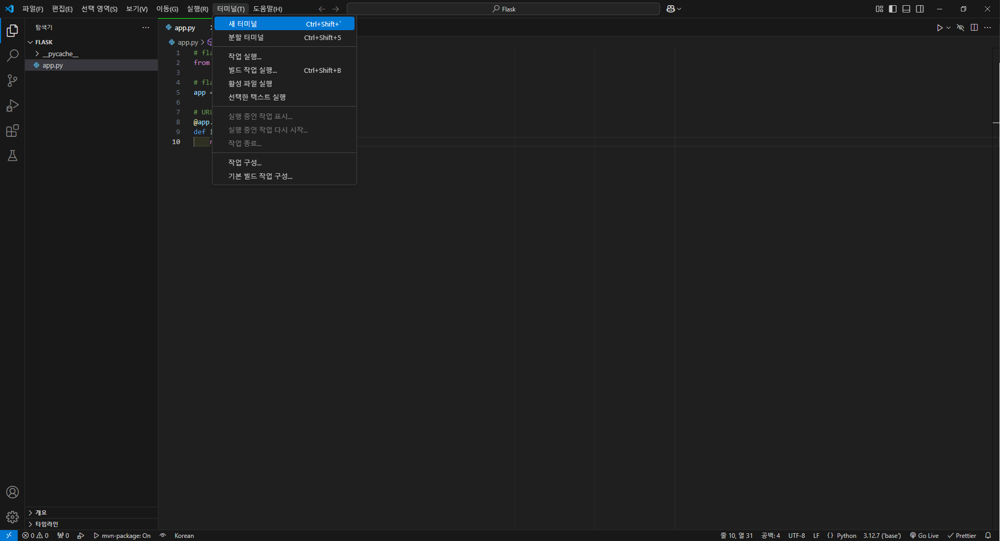 파일(F) 편집(E) 선택 영역(S) 보기(V) 이동(G) 실행(R) 터미널(T) 도움말(H)
Flask
탐색기
FLASK
__pycache__
app.py
app.py
app.py
새 터미널 Ctrl+Shift+`
분할 터미널 Ctrl+Shift+5
작업 실행...
빌드 작업 실행... Ctrl+Shift+B
활성 파일 실행
선택한 텍스트 실행
실행 중인 작업 표시...
실행 중인 작업 다시 시작...
작업 종료...
작업 구성...
기본 빌드 작업 구성...
1 # fla
2 from
3
4 # fla
5 app =
6
7 # URL
8 @app.
9 def i
10 r
개요
타임라인
0 0 0 mvn-package: On Korean
줄 10, 열 31 공백: 4 UTF-8 LF {} Python 3.12.7 ('base') Go Live Prettier